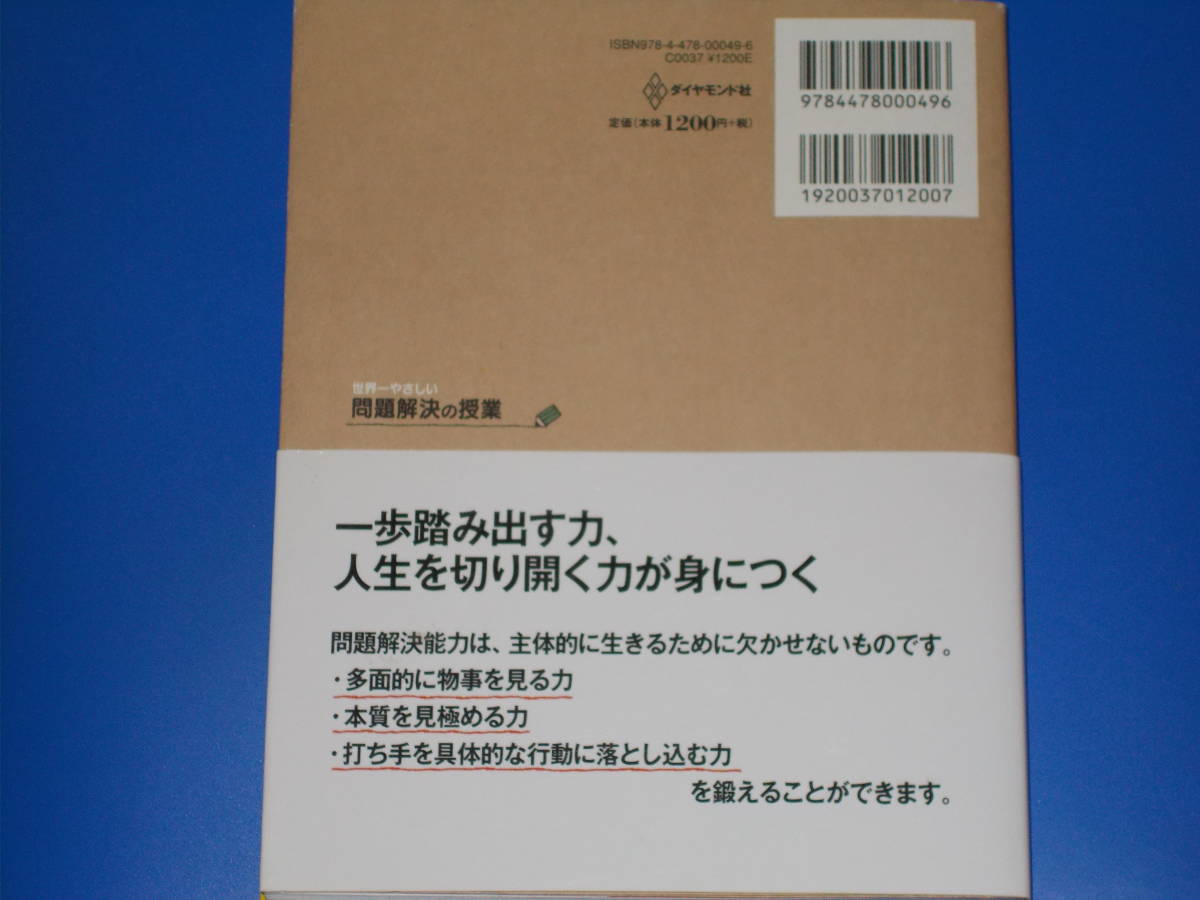 ISBN978-4-478-00049-6
C0037 ¥1200E
ダイヤモンド社
定価(本体1200円+税)
9784478000496
1920037012007
世界一やさしい
問題解決の授業
一歩踏み出す力、
人生を切り開く力が身につく
問題解決能力は、主体的に生きるために欠かせないものです。
・多面的に物事を見る力
・本質を見極める力
・打ち手を具体的な行動に落とし込む力
を鍛えることができます。